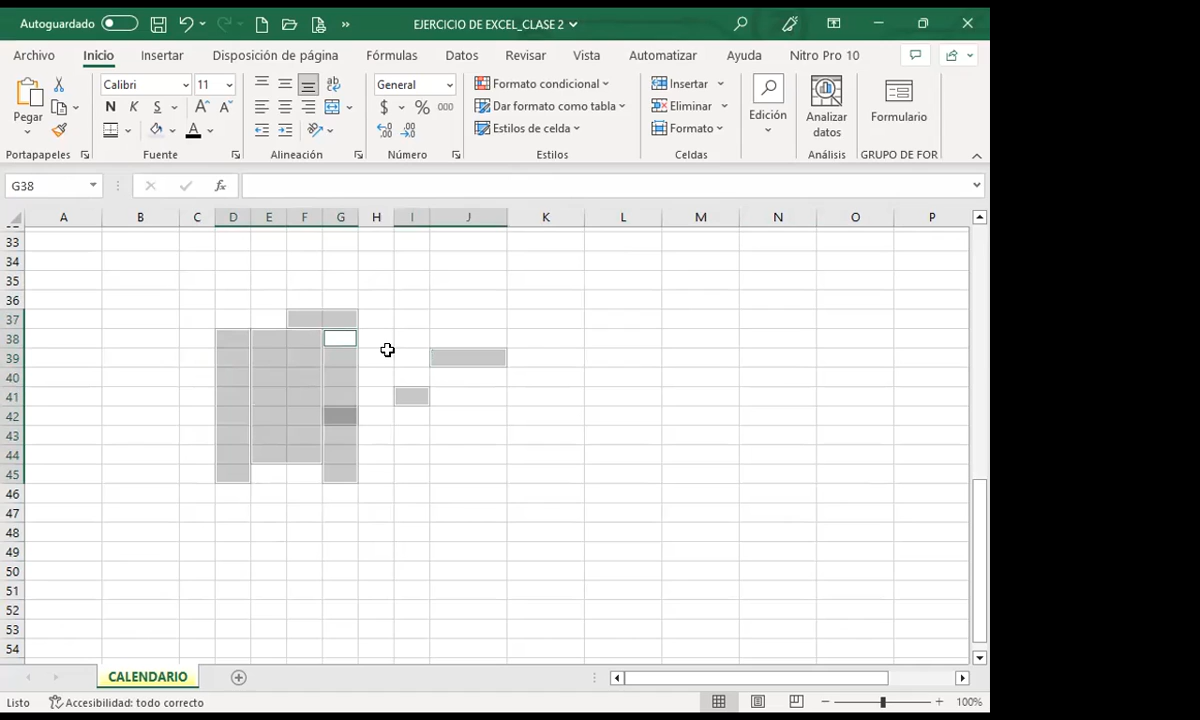 Autoguardado » EJERCICIO DE EXCEL_CLASE 2
Archivo Inicio Insertar Disposición de página Fórmulas Datos Revisar Vista Automatizar Ayuda Nitro Pro 10
Pegar
Calibri 11
N K S A A
A
General
$ % 000
Formato condicional
Dar formato como tabla
Estilos de celda
Insertar
Eliminar
Formato
Edición
Analizar datos
Formulario
Portapapeles Fuente Alineación Número Estilos Celdas Análisis GRUPO DE FOR
G38 fx
A B C D E F G H I J K L M N O P
33
34
35
36
37
38
39
40
41
42
43
44
45
46
47
48
49
50
51
52
53
54
CALENDARIO
Listo Accesibilidad: todo correcto 100%